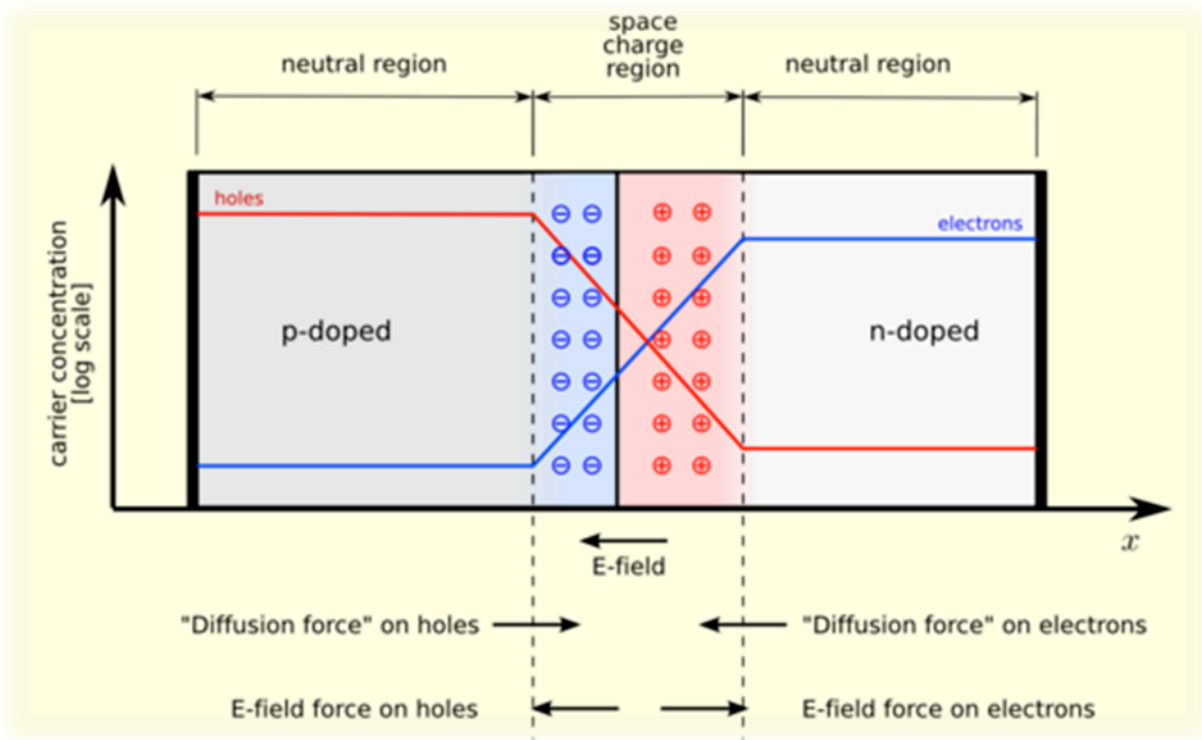 space
charge
region
neutral region
neutral region
holes
electrons
p-doped
n-doped
carrier concentration
[log scale]
⊖ ⊖ ⊕ ⊕
⊖ ⊖ ⊕ ⊕
⊖ ⊖ ⊕ ⊕
⊖ ⊖ ⊕ ⊕
⊖ ⊖ ⊕ ⊕
⊖ ⊖ ⊕ ⊕
⊖ ⊖ ⊕ ⊕
x
E-field
"Diffusion force" on holes
"Diffusion force" on electrons
E-field force on holes
E-field force on electrons